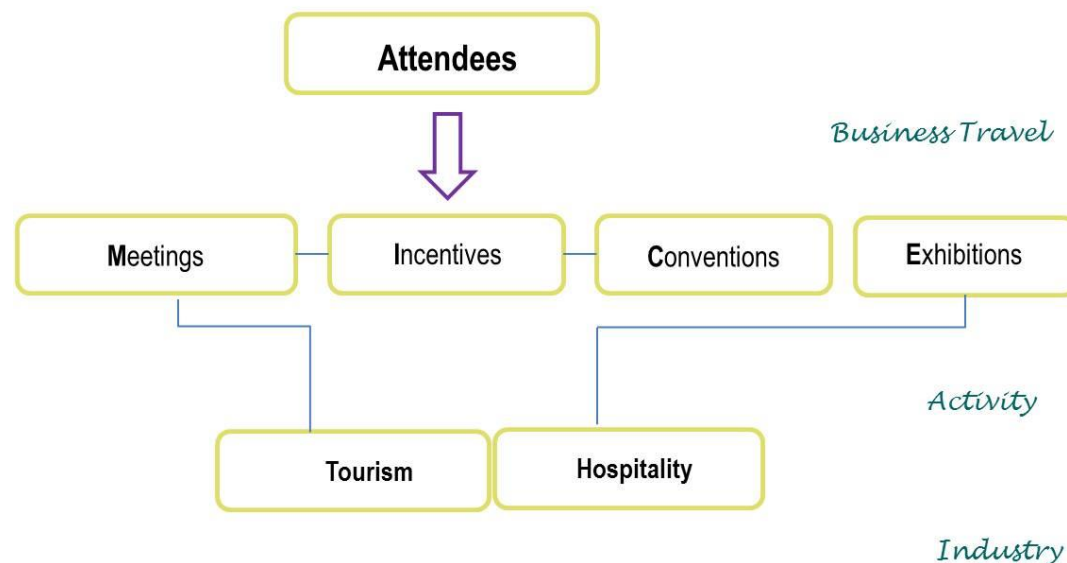 Attendees
Business Travel
Meetings
Incentives
Conventions
Exhibitions
Activity
Tourism
Hospitality
Industry